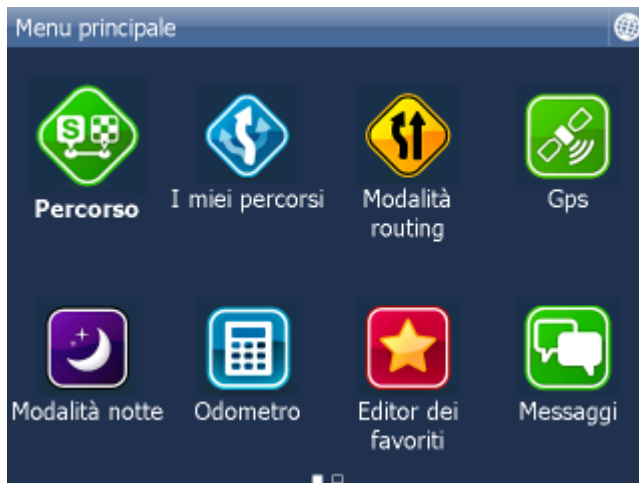 Menu principale
S
Percorso
I miei percorsi
Modalità
routing
Gps
Modalità notte
Odometro
Editor dei
favoriti
Messaggi